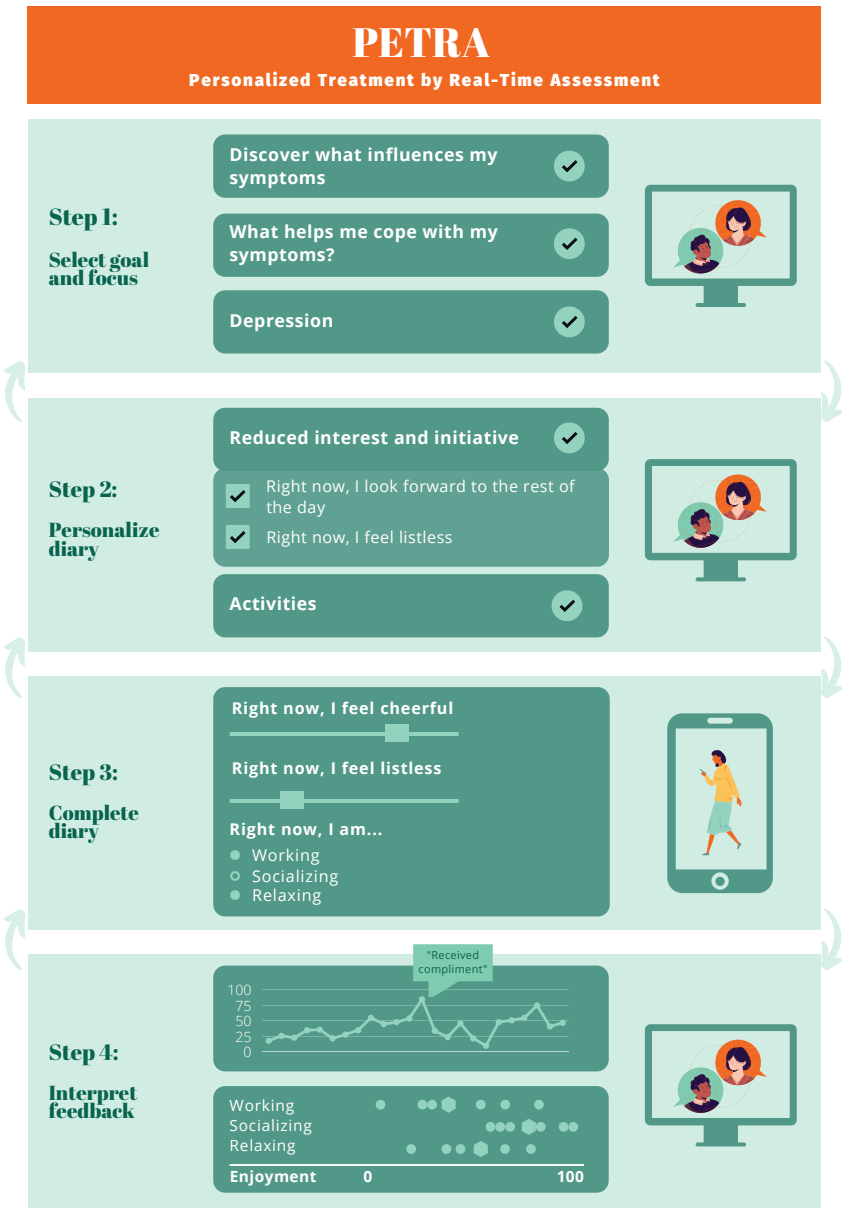 PETRA
Personalized Treatment by Real-Time Assessment
Step 1:
Select goal
and focus
Discover what influences my
symptoms
What helps me cope with my
symptoms?
Depression
Step 2:
Personalize
diary
Reduced interest and initiative
Right now, I look forward to the rest of
the day
Right now, I feel listless
Activities
Step 3:
Complete
diary
Right now, I feel cheerful
Right now, I feel listless
Right now, I am...
Working
Socializing
Relaxing
Step 4:
Interpret
feedback
"Received
compliment"
100
75
50
25
0
Working
Socializing
Relaxing
Enjoyment 0 100